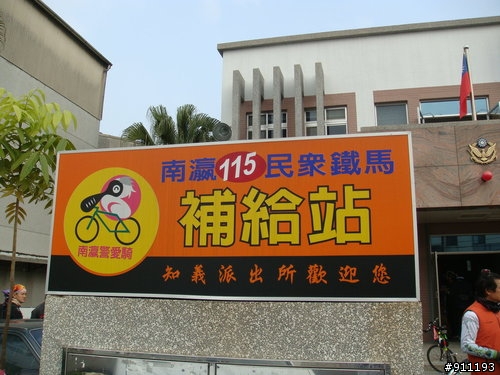 南瀛115民衆鐵馬
補給站
南瀛警愛騎
知義派出所歡迎您
#911193